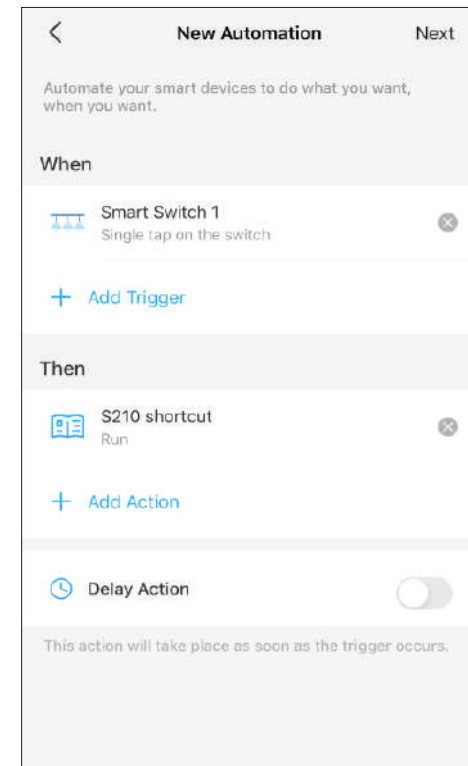 New Automation
Next
Automate your smart devices to do what you want,
when you want.
When
Smart Switch 1
Single tap on the switch
+ Add Trigger
Then
S210 shortcut
Run
+ Add Action
Delay Action
This action will take place as soon as the trigger occurs.